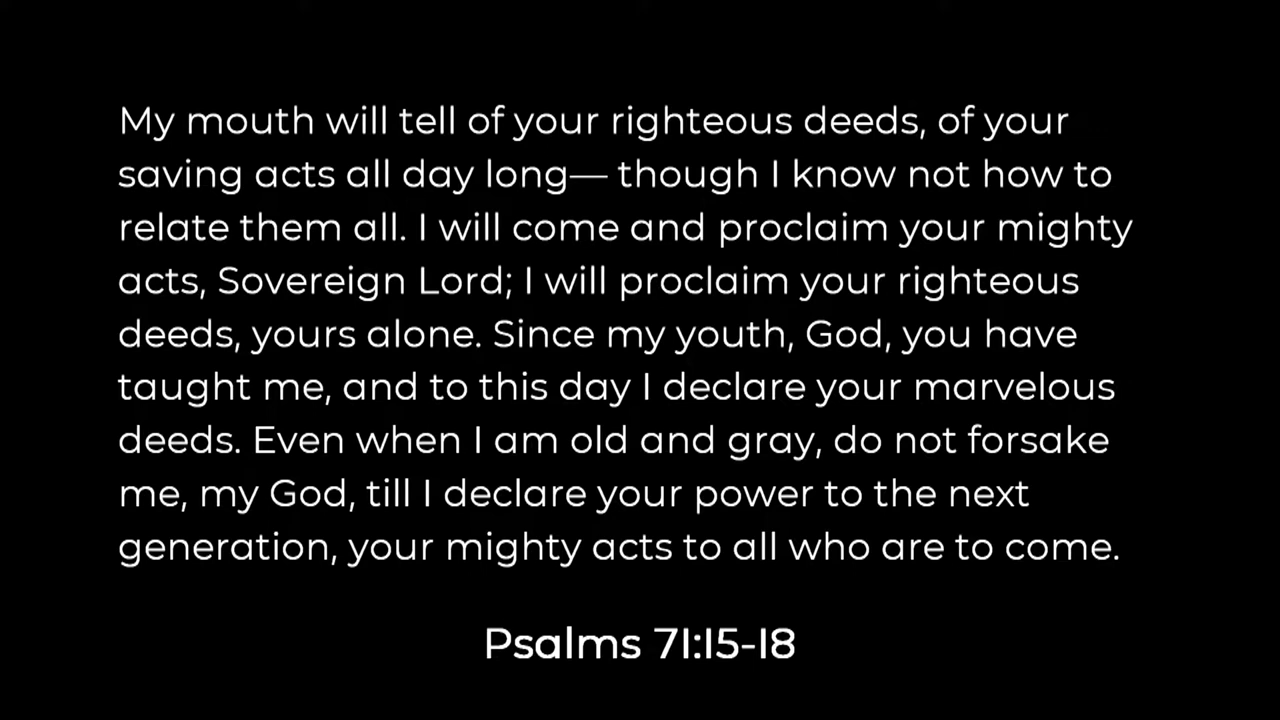 My mouth will tell of your righteous deeds, of your
saving acts all day long— though I know not how to
relate them all. I will come and proclaim your mighty
acts, Sovereign Lord; I will proclaim your righteous
deeds, yours alone. Since my youth, God, you have
taught me, and to this day I declare your marvelous
deeds. Even when I am old and gray, do not forsake
me, my God, till I declare your power to the next
generation, your mighty acts to all who are to come.
Psalms 71:15-18